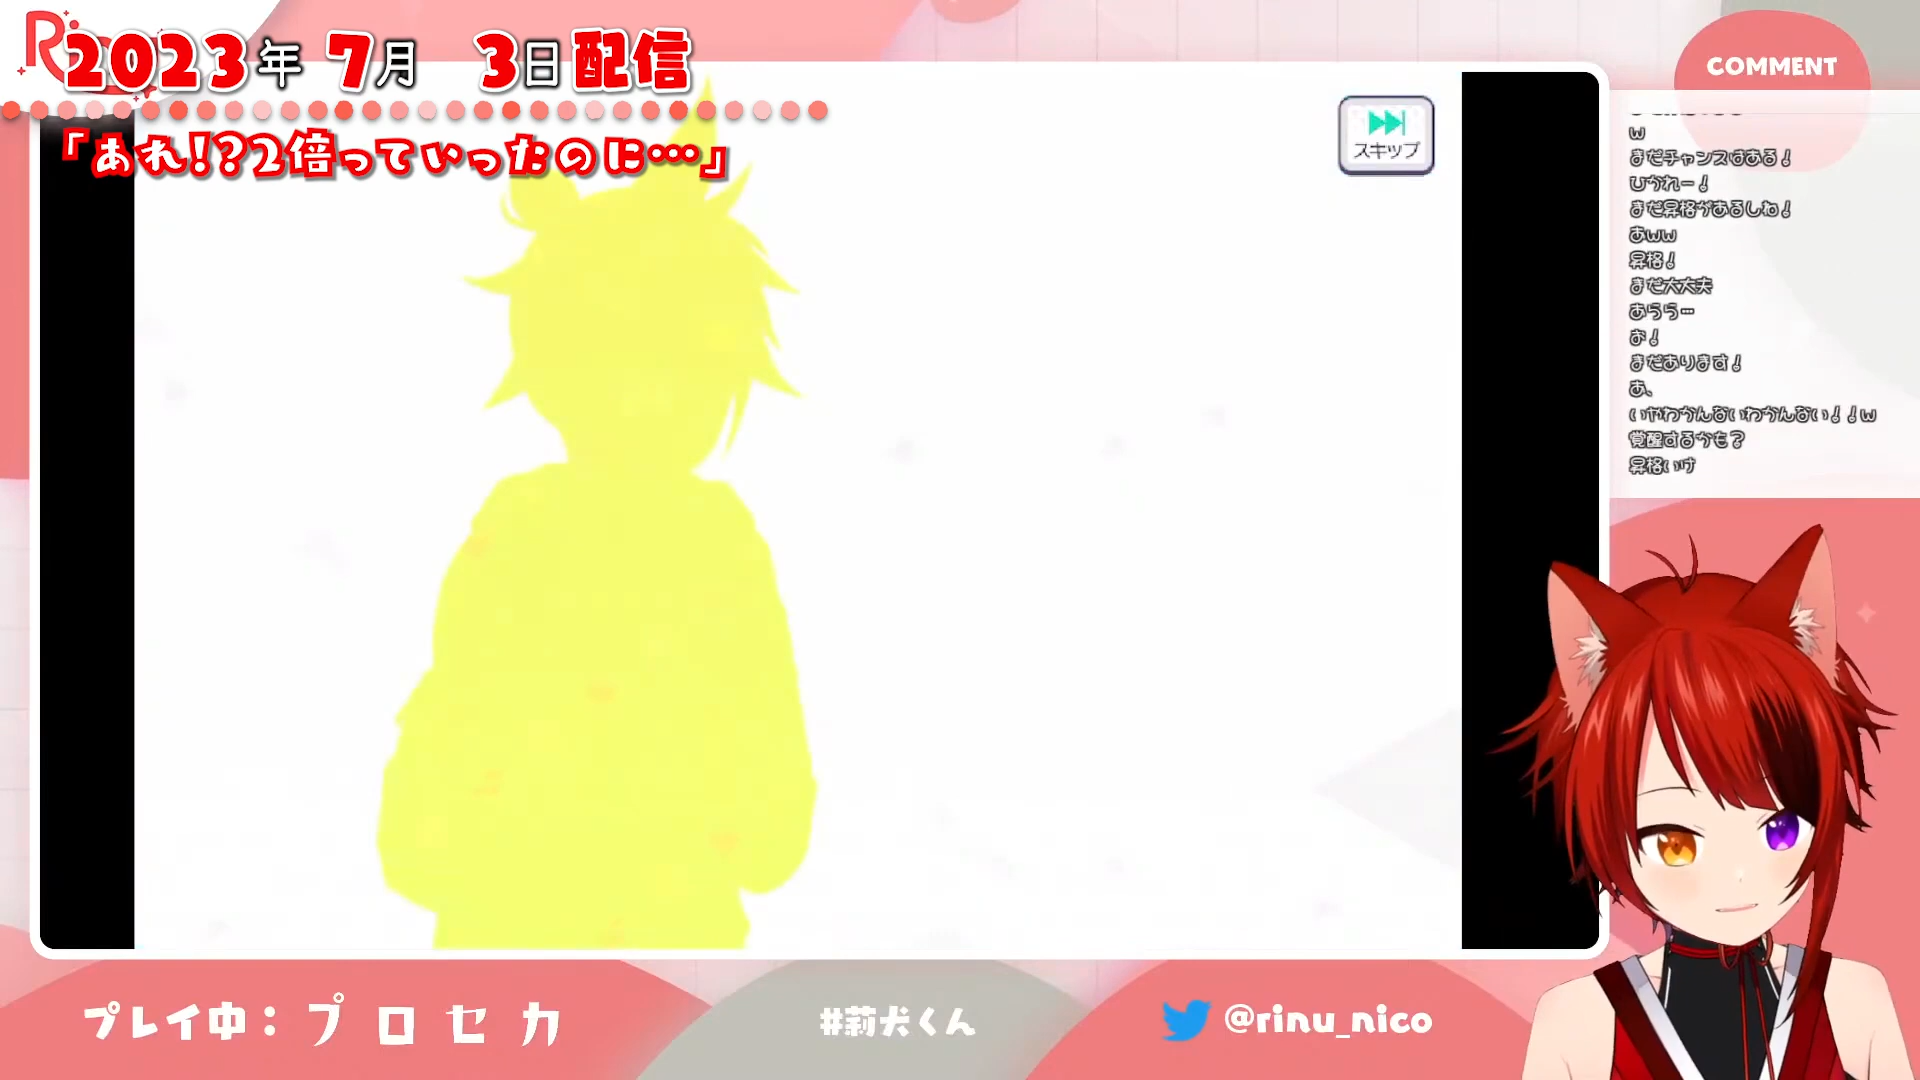 2023年 7月 3日配信
「あれ!?2倍っていったのに…」
スキップ
COMMENT
w
まだチャンスはある！
ひかれー！
まだ昇格があるしね！
あww
昇格！
まだ大丈夫
あらら…
お！
まだあります！
あ、
いやわかんないわかんない！！w
覚醒するかも？
昇格いけ
プレイ中：プロセカ
#莉犬くん
@rinu_nico